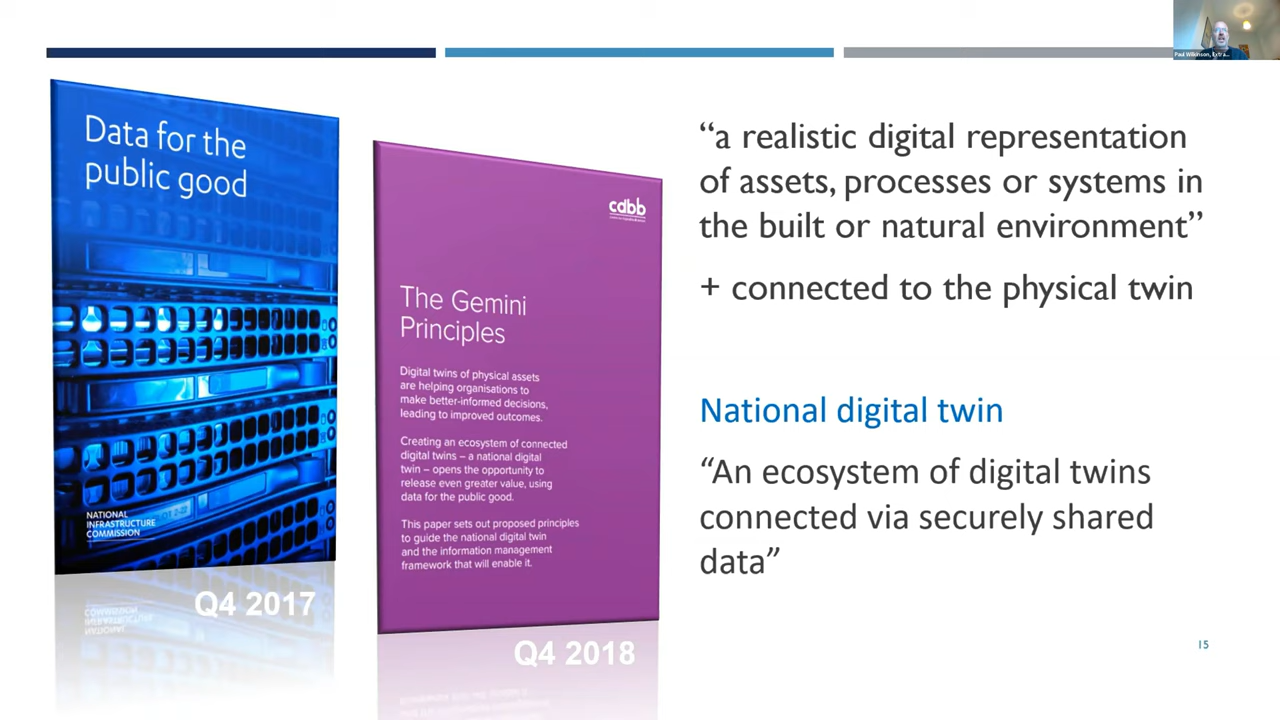 Paul Wilkinson, Extra...
Data for the
public good
NATIONAL
INFRASTRUCTURE
COMMISSION
Q4 2017
cdbb
The Gemini
Principles
Digital twins of physical assets
are helping organisations to
make better-informed decisions,
leading to improved outcomes.
Creating an ecosystem of connected
digital twins – a national digital
twin – opens the opportunity to
release even greater value, using
data for the public good.
This paper sets out proposed principles
to guide the national digital twin
and the information management
framework that will enable it.
Q4 2018
“a realistic digital representation
of assets, processes or systems in
the built or natural environment”
+ connected to the physical twin
National digital twin
“An ecosystem of digital twins
connected via securely shared
data”
15